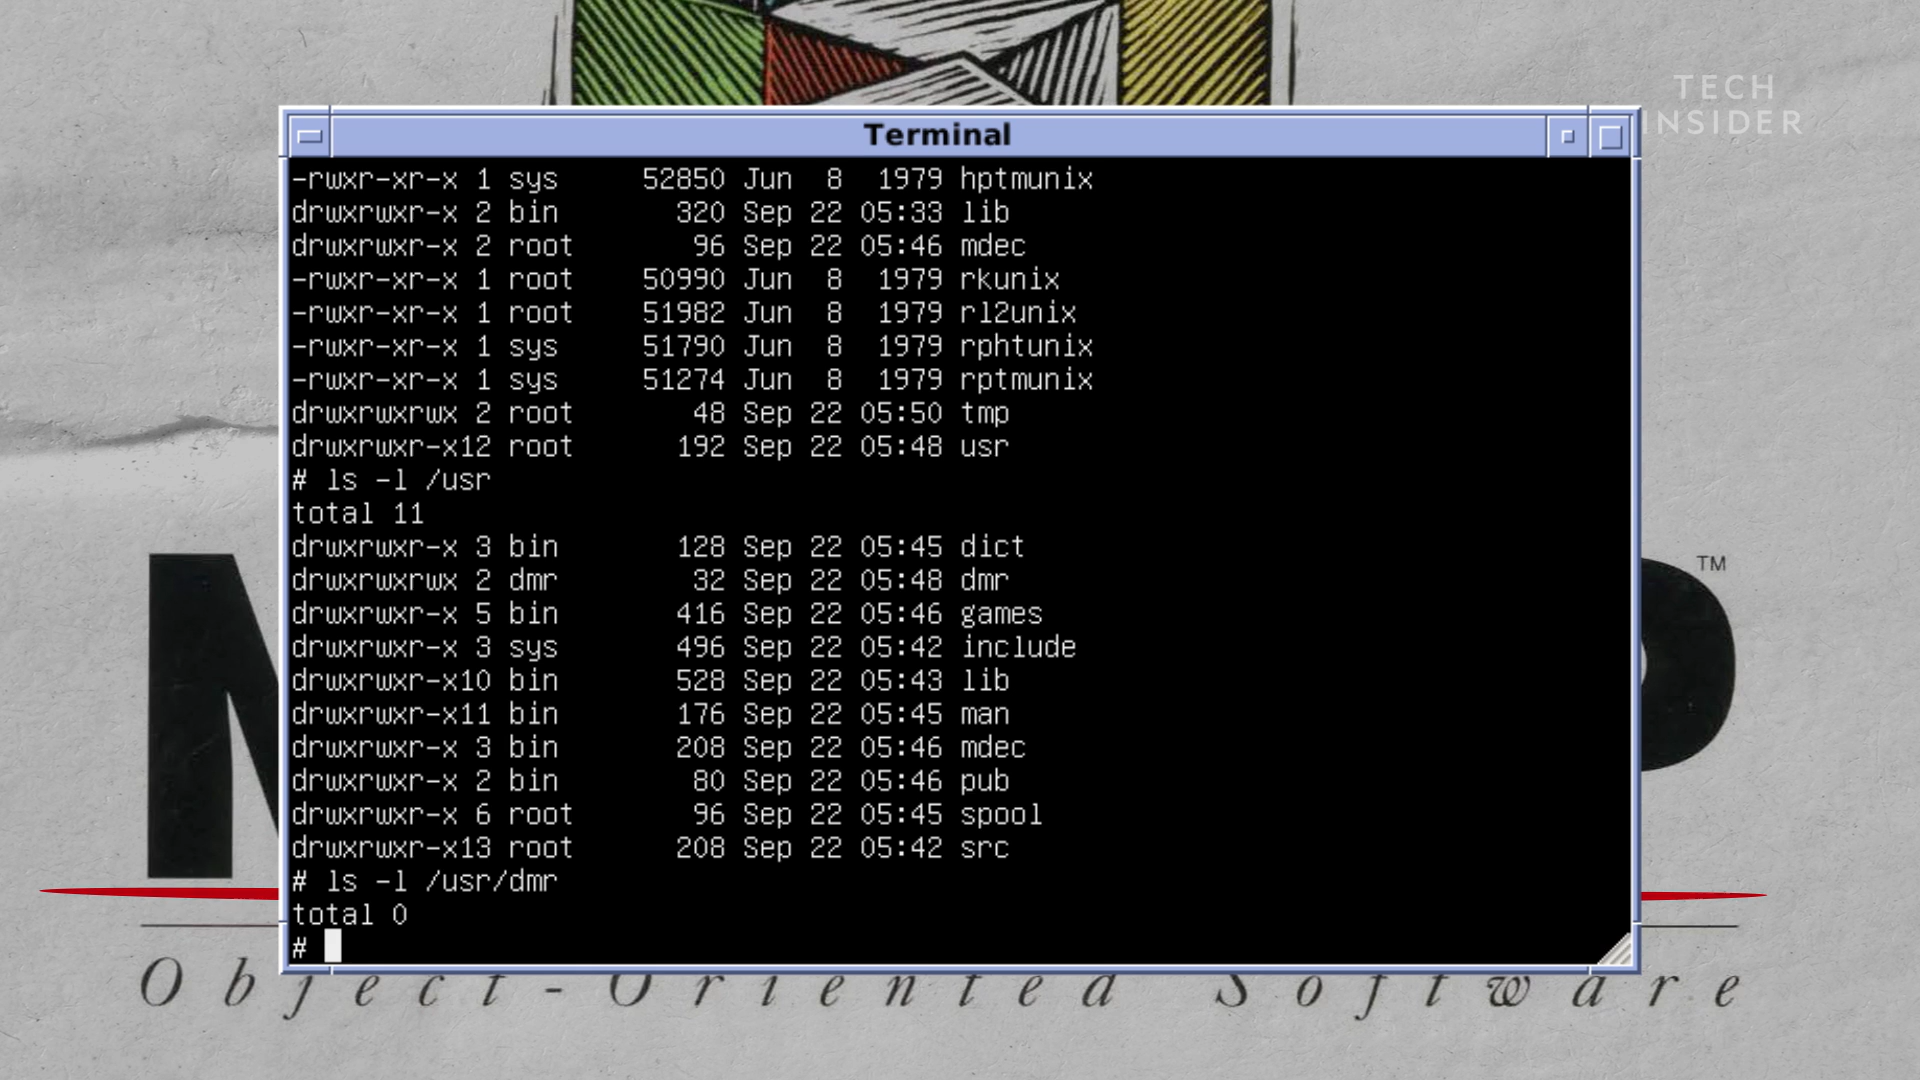 TECH
INSIDER
Terminal
-rwxr-xr-x 1 sys 52850 Jun 8 1979 hptmunix
drwxrwxr-x 2 bin 320 Sep 22 05:33 lib
drwxrwxr-x 2 root 96 Sep 22 05:46 mdec
-rwxr-xr-x 1 root 50990 Jun 8 1979 rkunix
-rwxr-xr-x 1 root 51982 Jun 8 1979 rl2unix
-rwxr-xr-x 1 sys 51790 Jun 8 1979 rphtunix
-rwxr-xr-x 1 sys 51274 Jun 8 1979 rptmunix
drwxrwxrwx 2 root 48 Sep 22 05:50 tmp
drwxrwxr-x12 root 192 Sep 22 05:48 usr
# ls -l /usr
total 11
drwxrwxr-x 3 bin 128 Sep 22 05:45 dict
drwxrwxrwx 2 dmr 32 Sep 22 05:48 dmr
drwxrwxr-x 5 bin 416 Sep 22 05:46 games
drwxrwxr-x 3 sys 496 Sep 22 05:42 include
drwxrwxr-x10 bin 528 Sep 22 05:43 lib
drwxrwxr-x11 bin 176 Sep 22 05:45 man
drwxrwxr-x 3 bin 208 Sep 22 05:46 mdec
drwxrwxr-x 2 bin 80 Sep 22 05:46 pub
drwxrwxr-x 6 root 96 Sep 22 05:45 spool
drwxrwxr-x13 root 208 Sep 22 05:42 src
# ls -l /usr/dmr
total 0
#
TM
Object-Oriented Software